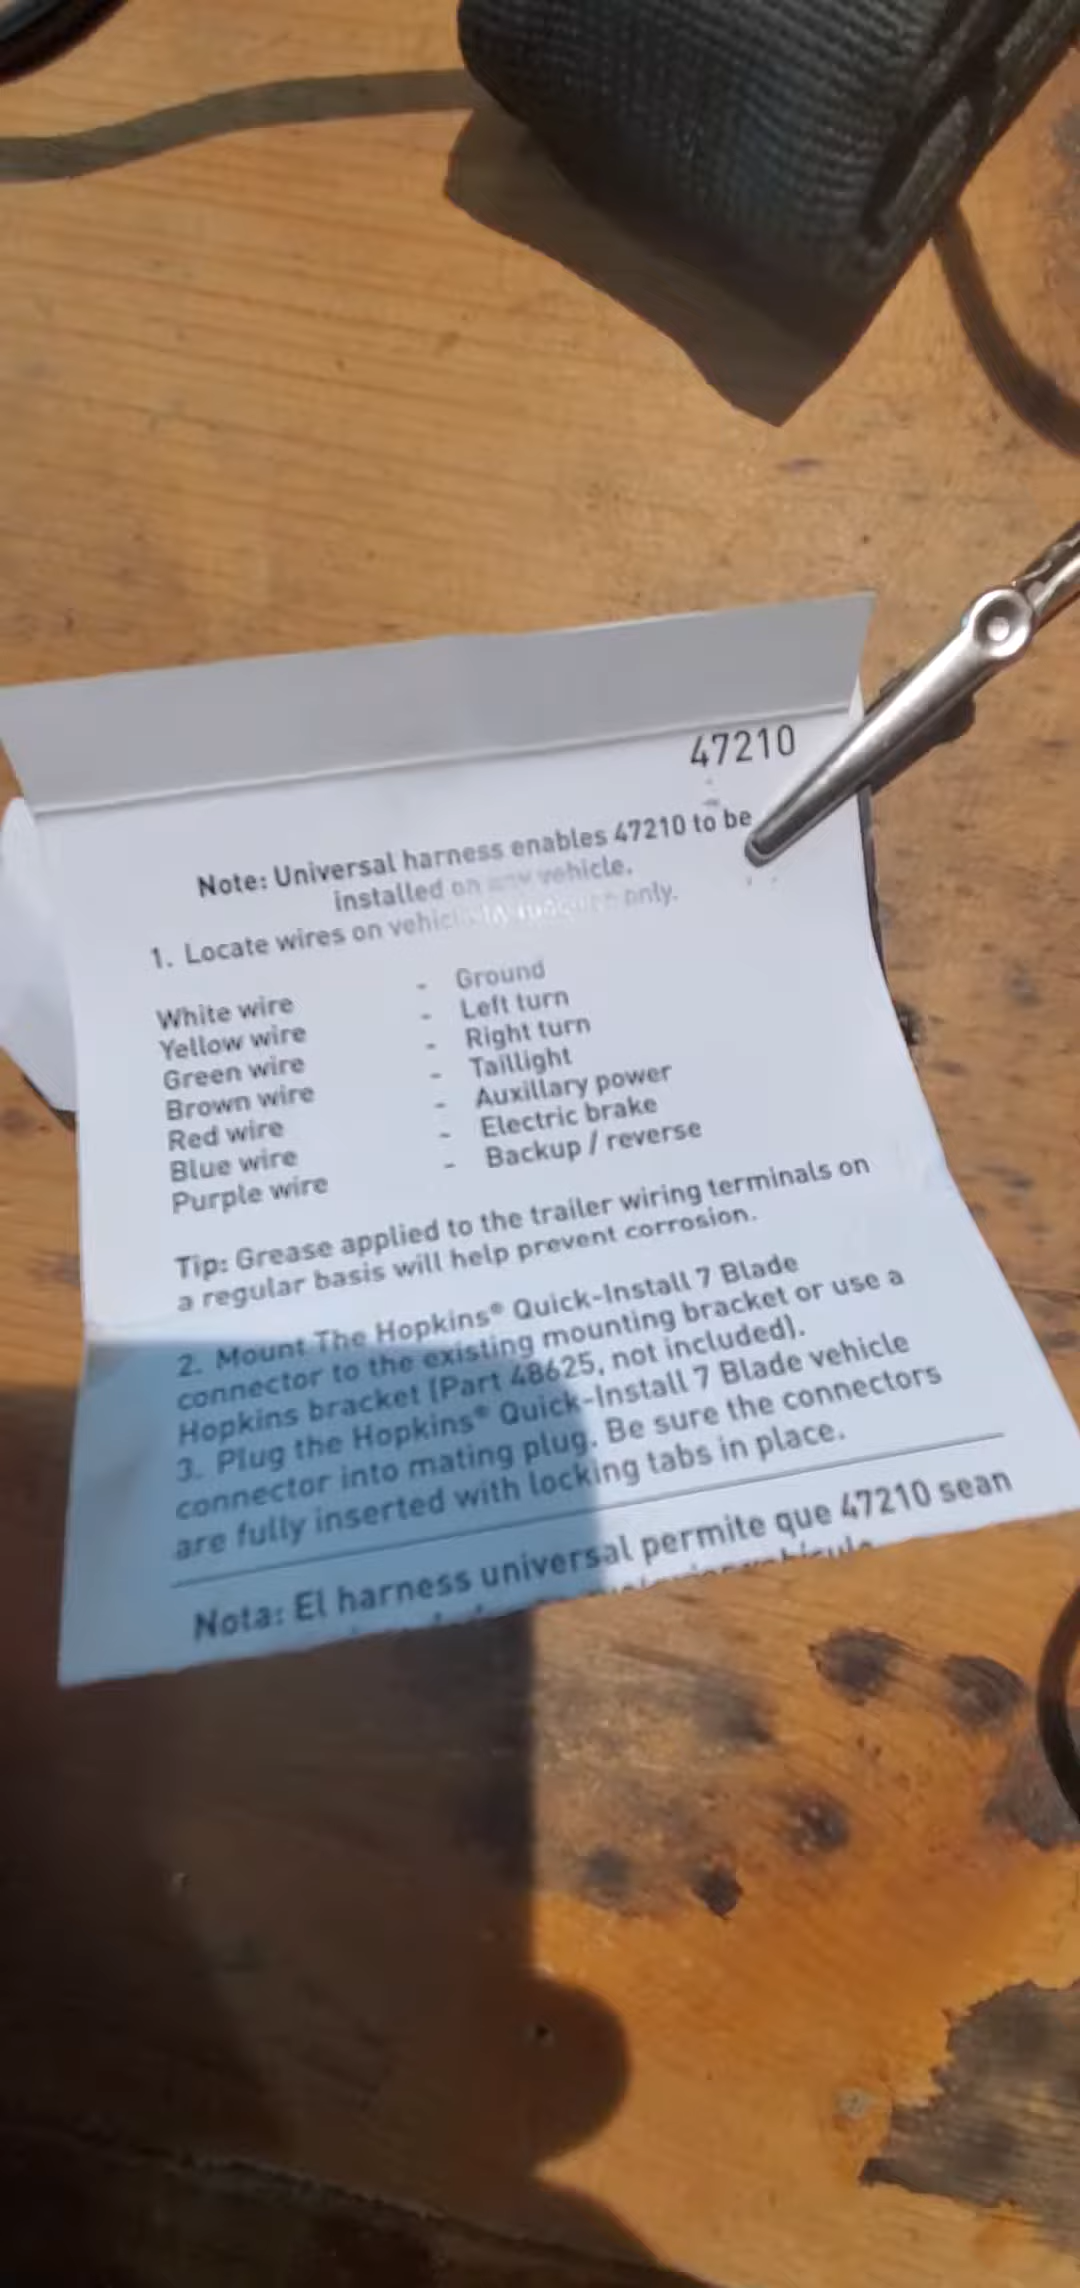 47210
Note: Universal harness enables 47210 to be
installed on any vehicle.
1. Locate wires on vehicle by function only.
White wire - Ground
Yellow wire - Left turn
Green wire - Right turn
Brown wire - Taillight
Red wire - Auxillary power
Blue wire - Electric brake
Purple wire - Backup / reverse
Tip: Grease applied to the trailer wiring terminals on
a regular basis will help prevent corrosion.
2. Mount The Hopkins® Quick-Install 7 Blade
connector to the existing mounting bracket or use a
Hopkins bracket (Part 48625, not included).
3. Plug the Hopkins® Quick-Install 7 Blade vehicle
connector into mating plug. Be sure the connectors
are fully inserted with locking tabs in place.
Nota: El harness universal permite que 47210 sean